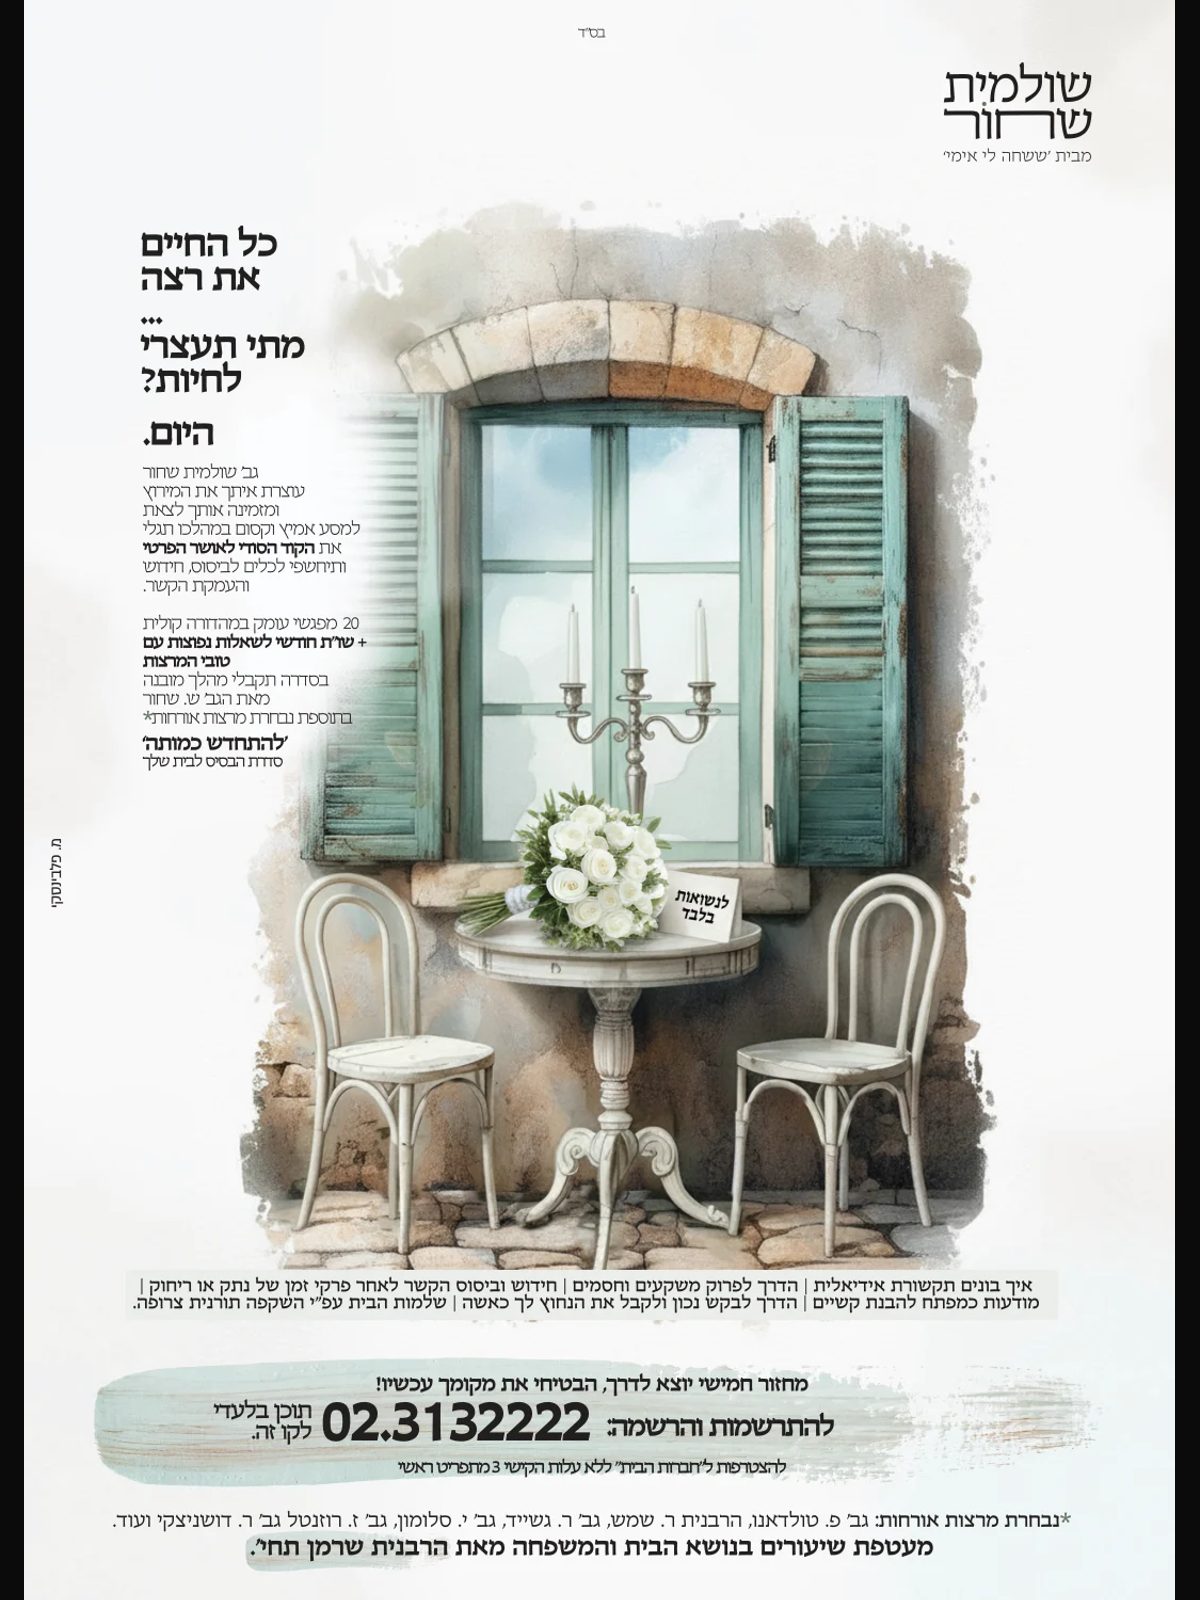 בס״ד
שולמית
שחור
מבית 'ששחה לי אימי'
כל החיים
את רצה
...
מתי תעצרי
לחיות?
היום.
גב' שולמית שחור
עוצרת איתך את המירוץ
ומזמינה אותך לצאת
למסע אמיץ וקסום במהלכו תגלי
את הקוד הסודי לאושר הפרטי
ותיחשפי לכלים לביסוס, חידוש
והעמקת הקשר.
20 מפגשי עומק במהדורה קולית
+ שו״ת חודשי לשאלות נפוצות עם
טובי המרצות
בסדרה תקבלי מהלך מובנה
מאת הגב' ש. שחור
בתוספת נבחרת מרצות אורחות*
'להתחדש כמותה'
סדרת הבסיס לבית שלך
מ. פלבינסקי
לנשואות
בלבד
איך בונים תקשורת אידיאלית | הדרך לפרוק משקעים וחסמים | חידוש וביסוס הקשר לאחר פרקי זמן של נתק או ריחוק |
מודעות כמפתח להבנת קשיים | הדרך לבקש נכון ולקבל את הנחוץ לך כאשה | שלמות הבית עפ״י השקפה תורנית צרופה.
מחזור חמישי יוצא לדרך, הבטיחי את מקומך עכשיו!
להתרשמות והרשמה: 02.3132222 תוכן בלעדי
לקו זה.
להצטרפות ל״חברות הבית״ ללא עלות הקישי 3 מתפריט ראשי
*נבחרת מרצות אורחות: גב' פ. טולדאנו, הרבנית ר. שמש, גב' ר. גשייד, גב' י. סלומון, גב' ז. רוזנטל גב' ר. דושניצקי ועוד.
מעטפת שיעורים בנושא הבית והמשפחה מאת הרבנית שרמן תחי'.